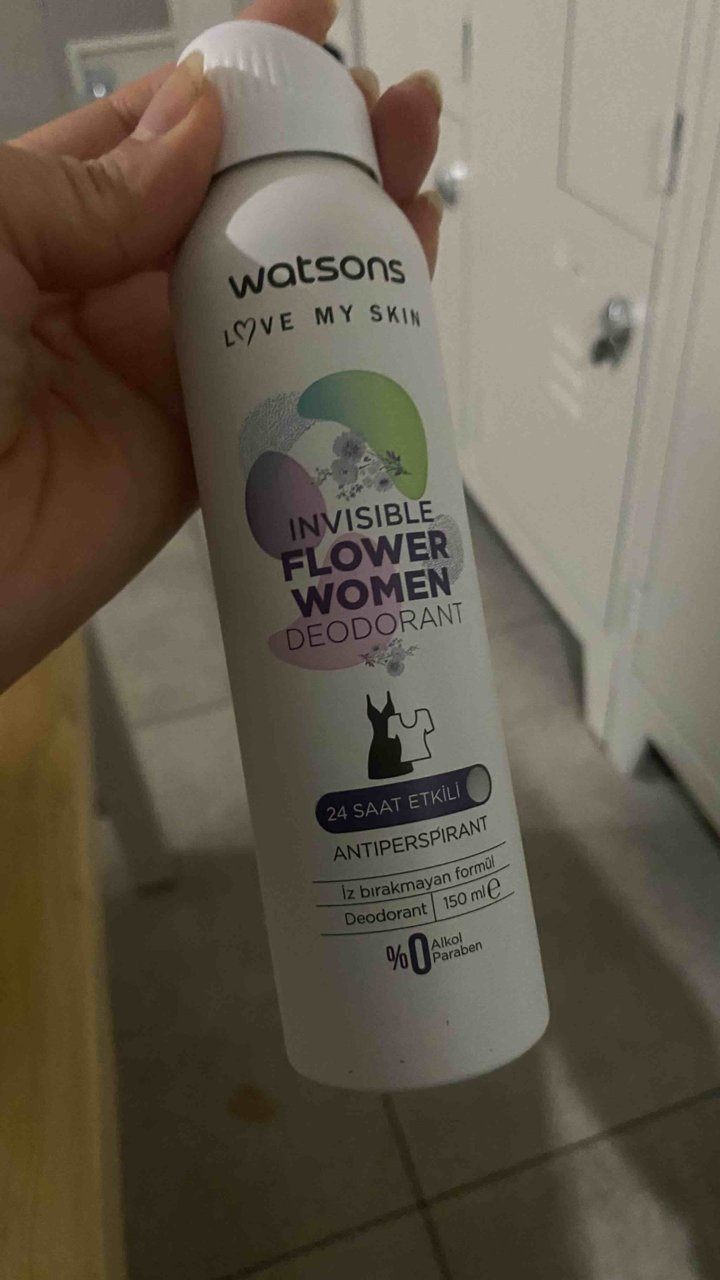 watsons
LOVE MY SKIN
INVISIBLE
FLOWER
WOMEN
DEODORANT
24 SAAT ETKİLİ
ANTIPERSPIRANT
İz bırakmayan formül
Deodorant 150 ml e
%0 Alkol
Paraben